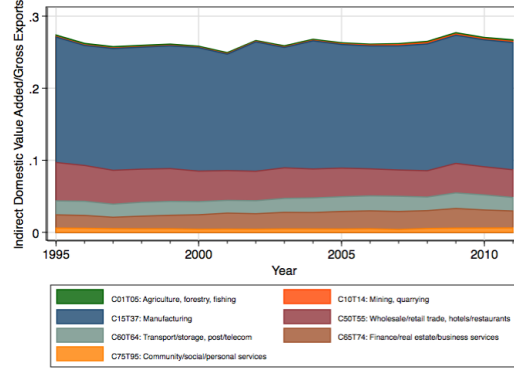 Indirect Domestic Value Added/Gross Exports
.3
.2
.1
0
1995
2000
2005
2010
Year
C01T05: Agriculture, forestry, fishing
C10T14: Mining, quarrying
C15T37: Manufacturing
C50T55: Wholesale/retail trade, hotels/restaurants
C60T64: Transport/storage, post/telecom
C65T74: Finance/real estate/business services
C75T95: Community/social/personal services